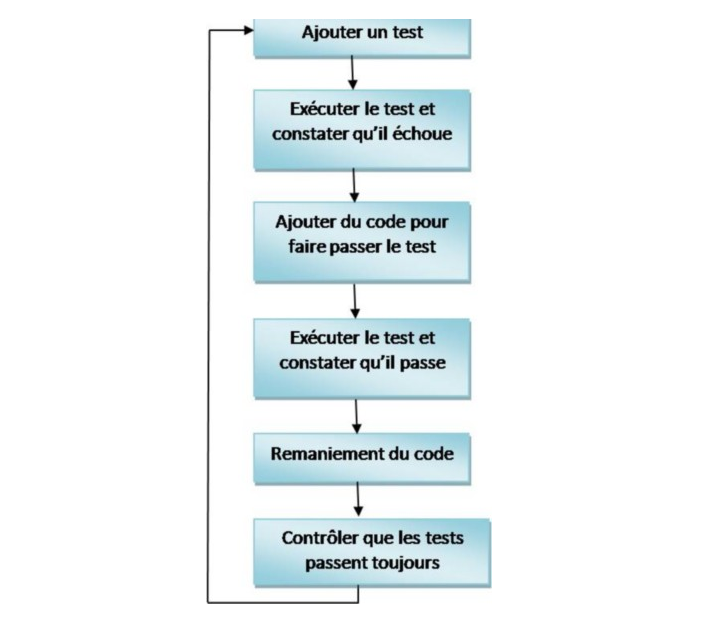 Ajouter un test
Exécuter le test et
constater qu'il échoue
Ajouter du code pour
faire passer le test
Exécuter le test et
constater qu'il passe
Remaniement du code
Contrôler que les tests
passent toujours